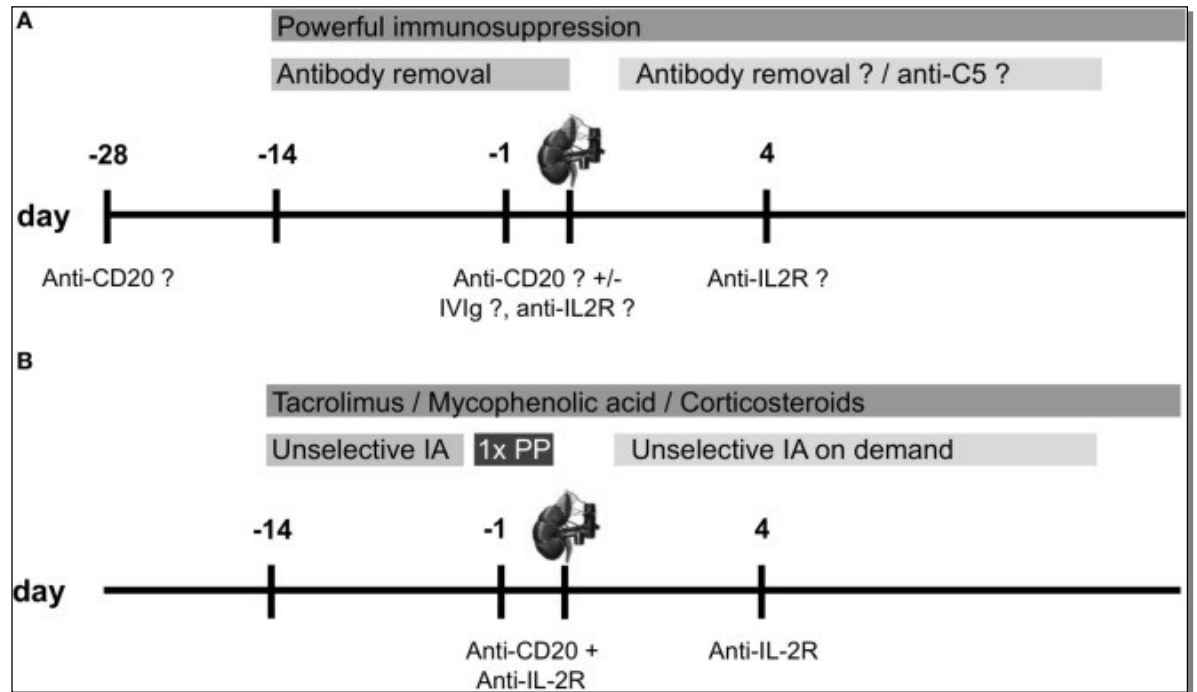 A
Powerful immunosuppression
Antibody removal
Antibody removal ? / anti-C5 ?
-28
-14
-1
4
day
Anti-CD20 ?
Anti-CD20 ? +/-
IVIg ?, anti-IL2R ?
Anti-IL2R ?
B
Tacrolimus / Mycophenolic acid / Corticosteroids
Unselective IA
1x PP
Unselective IA on demand
-14
-1
4
day
Anti-CD20 +
Anti-IL-2R
Anti-IL-2R